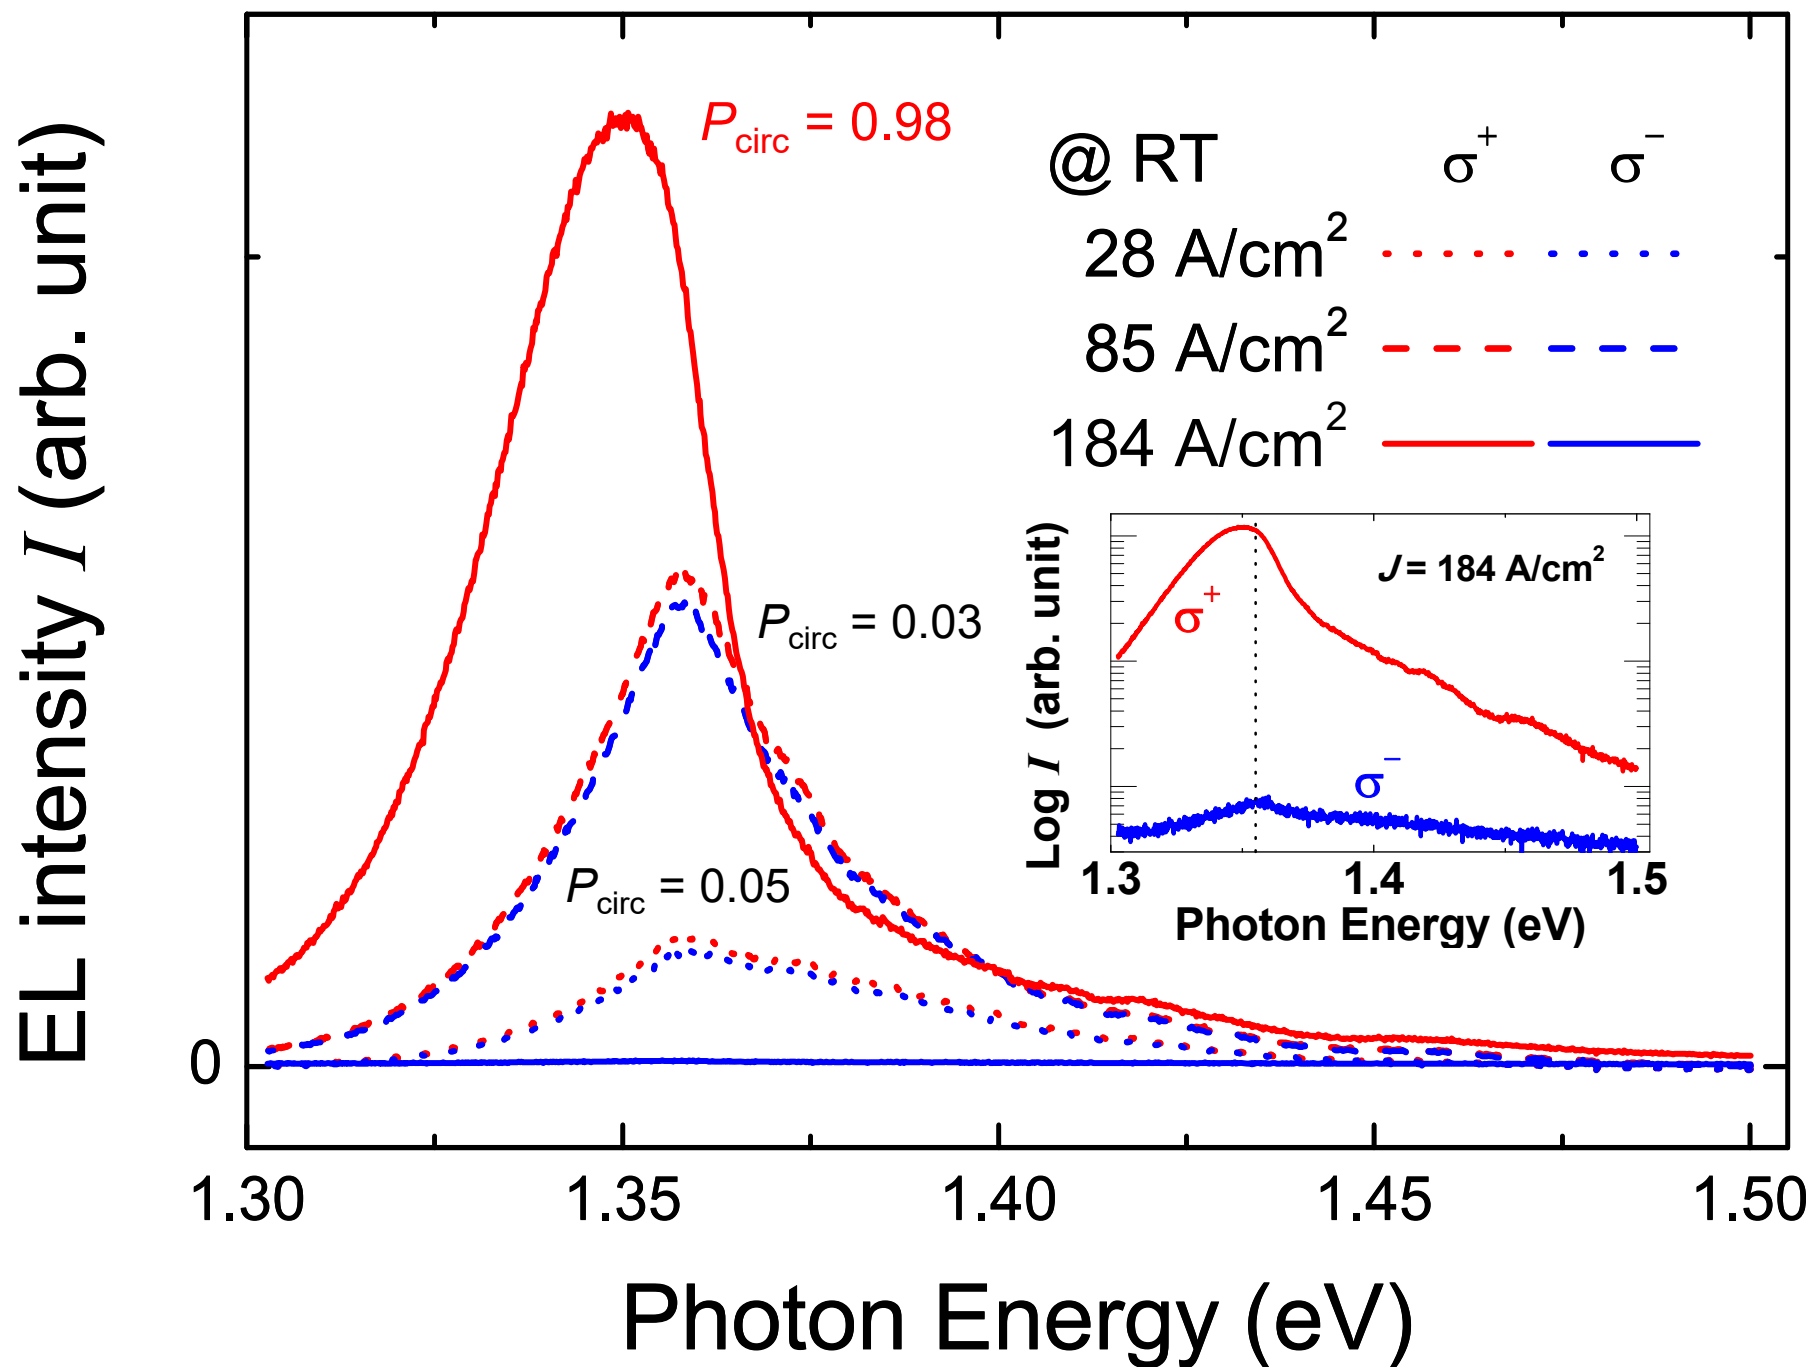 EL intensity I (arb. unit)
P_circ = 0.98
@ RT σ⁺ σ⁻
28 A/cm²
85 A/cm²
184 A/cm²
P_circ = 0.03
P_circ = 0.05
0
1.30 1.35 1.40 1.45 1.50
Photon Energy (eV)
Log I (arb. unit)
J = 184 A/cm²
σ⁺
σ⁻
1.3 1.4 1.5
Photon Energy (eV)